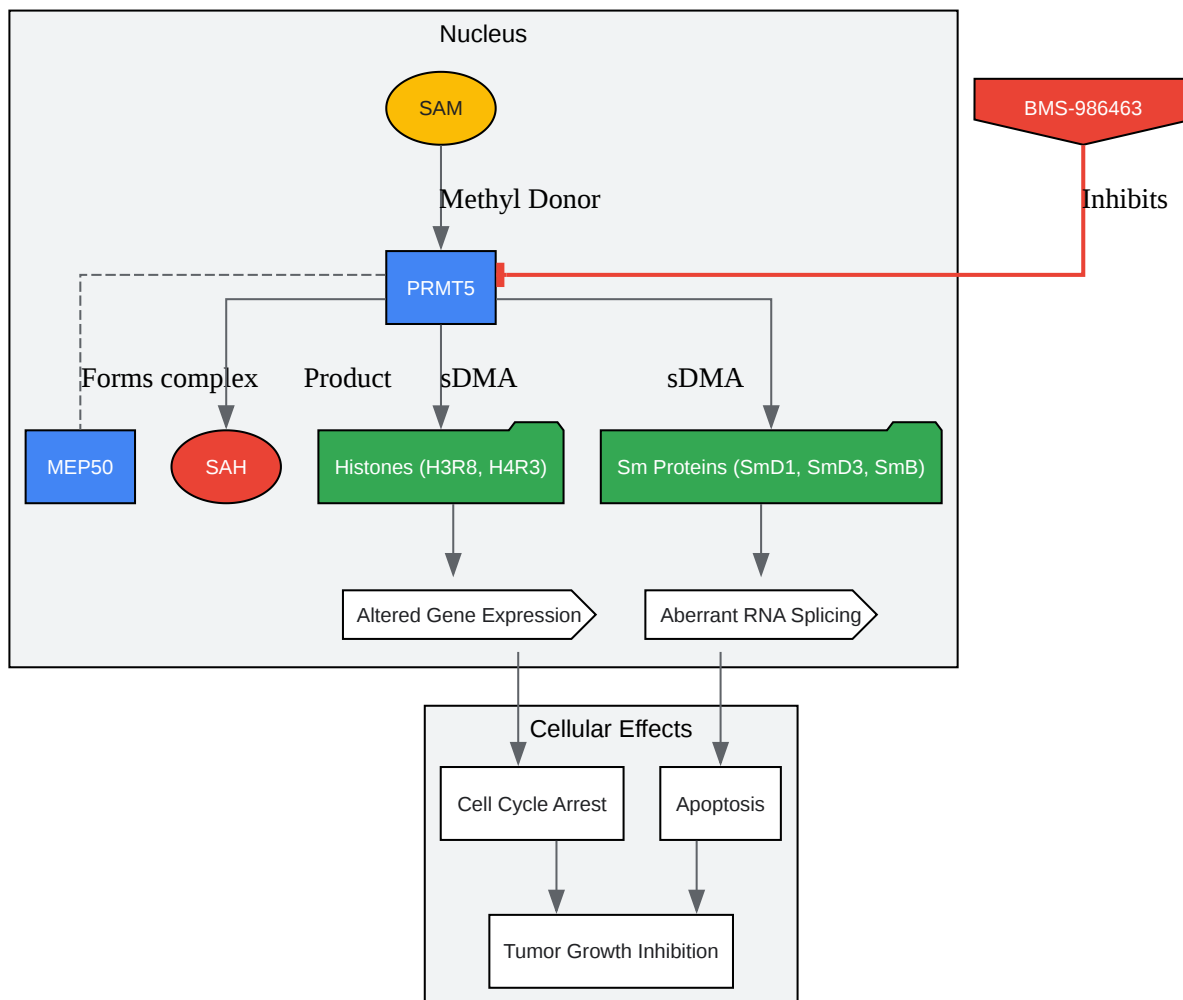 Nucleus
SAM
BMS-986463
Methyl Donor
Inhibits
PRMT5
Forms complex
Product
sDMA
sDMA
MEP50
SAH
Histones (H3R8, H4R3)
Sm Proteins (SmD1, SmD3, SmB)
Altered Gene Expression
Aberrant RNA Splicing
Cellular Effects
Cell Cycle Arrest
Apoptosis
Tumor Growth Inhibition